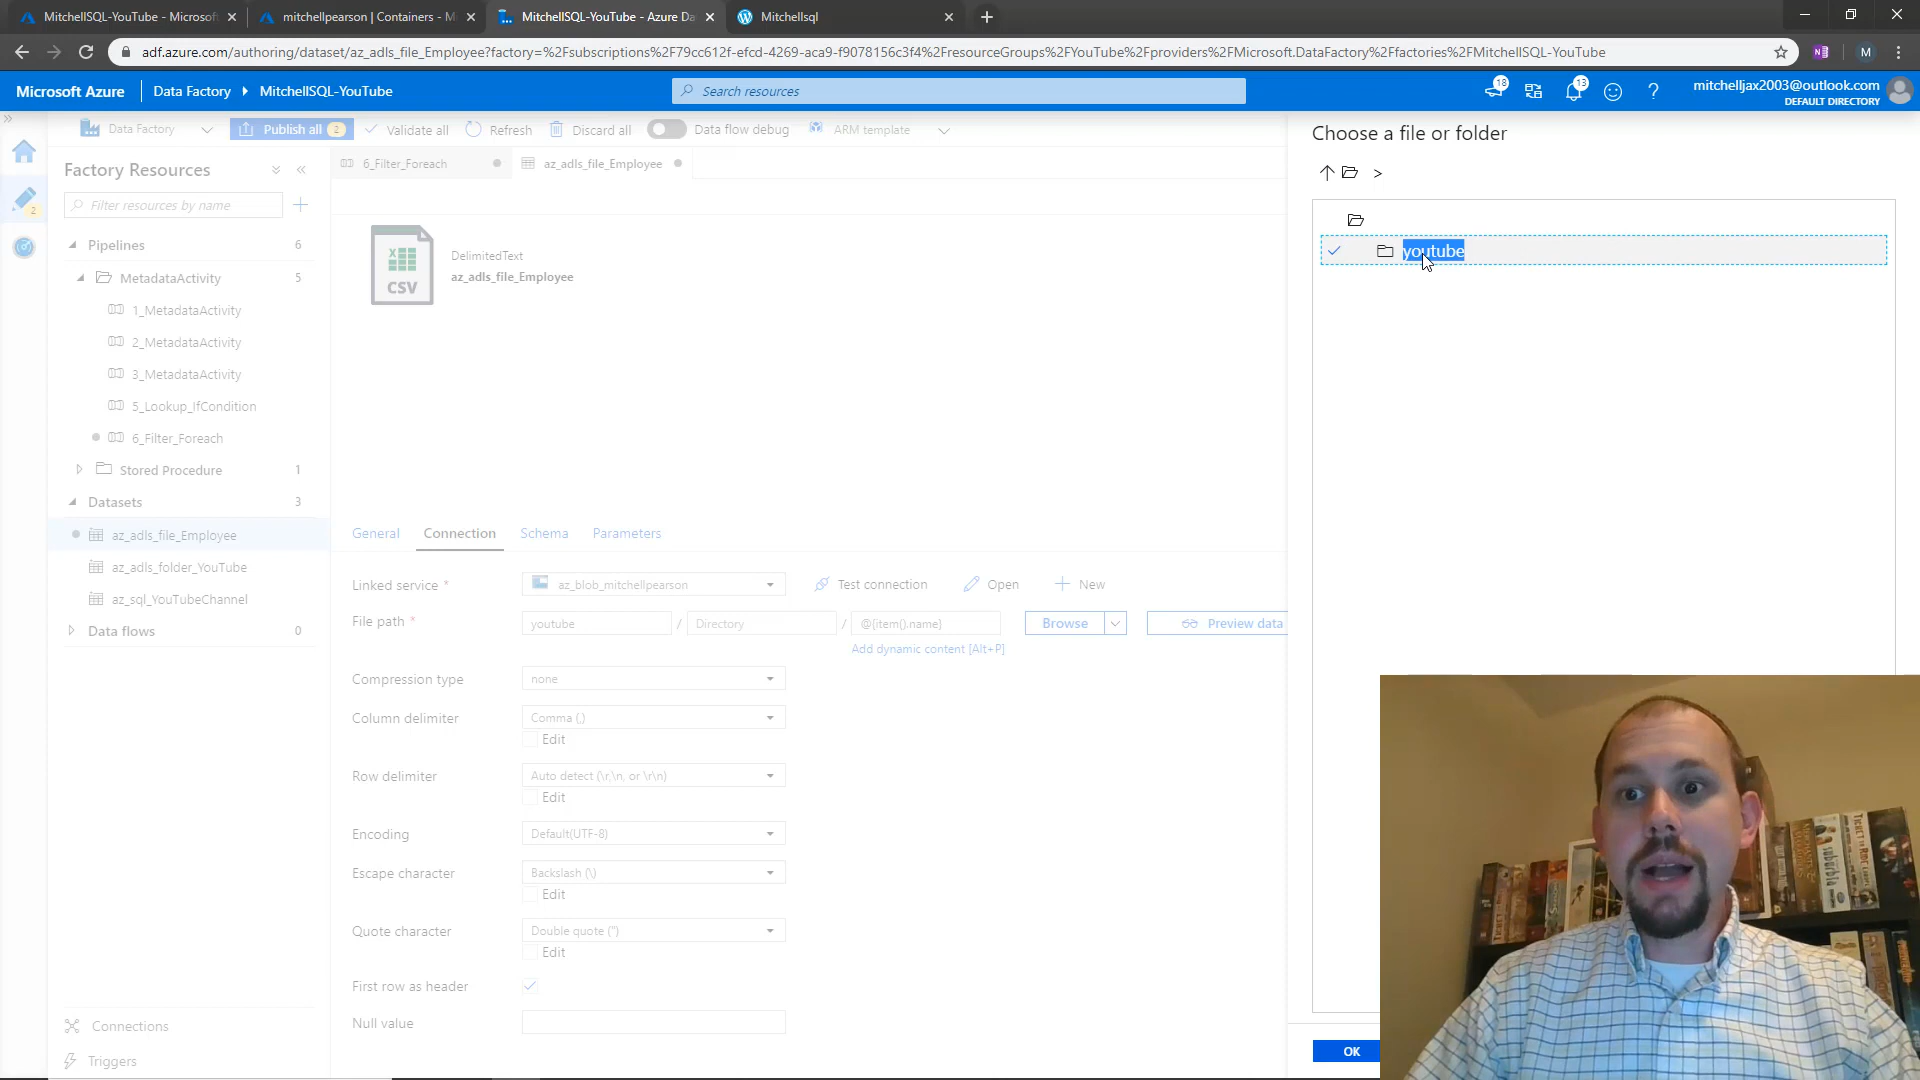 MitchellSQL-YouTube - Microsoft
mitchellpearson | Containers - M
MitchellSQL-YouTube - Azure Da
Mitchellsql
adf.azure.com/authoring/dataset/az_adls_file_Employee?factory=%2Fsubscriptions%2F79cc612f-efcd-4269-aca9-f9078156c3f4%2FresourceGroups%2FYouTube%2Fproviders%2FMicrosoft.DataFactory%2Ffactories%2FMitchellSQL-YouTube
N
M
Microsoft Azure
Data Factory
MitchellSQL-YouTube
Search resources
18
13
?
mitchelljax2003@outlook.com
DEFAULT DIRECTORY
Data Factory
Publish all 2
Validate all
Refresh
Discard all
Data flow debug
ARM template
2
Factory Resources
Filter resources by name
Pipelines 6
MetadataActivity 5
1_MetadataActivity
2_MetadataActivity
3_MetadataActivity
5_Lookup_IfCondition
6_Filter_Foreach
Stored Procedure 1
Datasets 3
az_adls_file_Employee
az_adls_folder_YouTube
az_sql_YouTubeChannel
Data flows 0
Connections
Triggers
6_Filter_Foreach
az_adls_file_Employee
CSV
DelimitedText
az_adls_file_Employee
General
Connection
Schema
Parameters
Linked service *
az_blob_mitchellpearson
Test connection
Open
New
File path *
youtube
/
Directory
/
@{item().name}
Browse
Preview data
Add dynamic content [Alt+P]
Compression type
none
Column delimiter
Comma (,)
Edit
Row delimiter
Auto detect (\r,\n, or \r\n)
Edit
Encoding
Default(UTF-8)
Escape character
Backslash (\)
Edit
Quote character
Double quote (")
Edit
First row as header
Null value
Choose a file or folder
>
youtube
OK
TICKET TO RIDE
suburbia